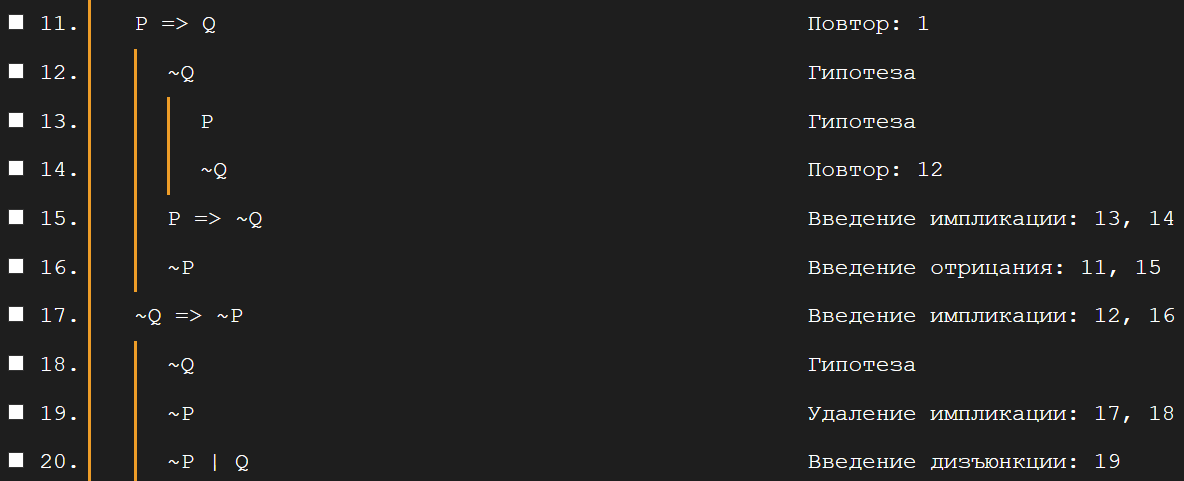 11. P => Q Повтор: 1
12. ~Q Гипотеза
13. P Гипотеза
14. ~Q Повтор: 12
15. P => ~Q Введение импликации: 13, 14
16. ~P Введение отрицания: 11, 15
17. ~Q => ~P Введение импликации: 12, 16
18. ~Q Гипотеза
19. ~P Удаление импликации: 17, 18
20. ~P | Q Введение дизъюнкции: 19